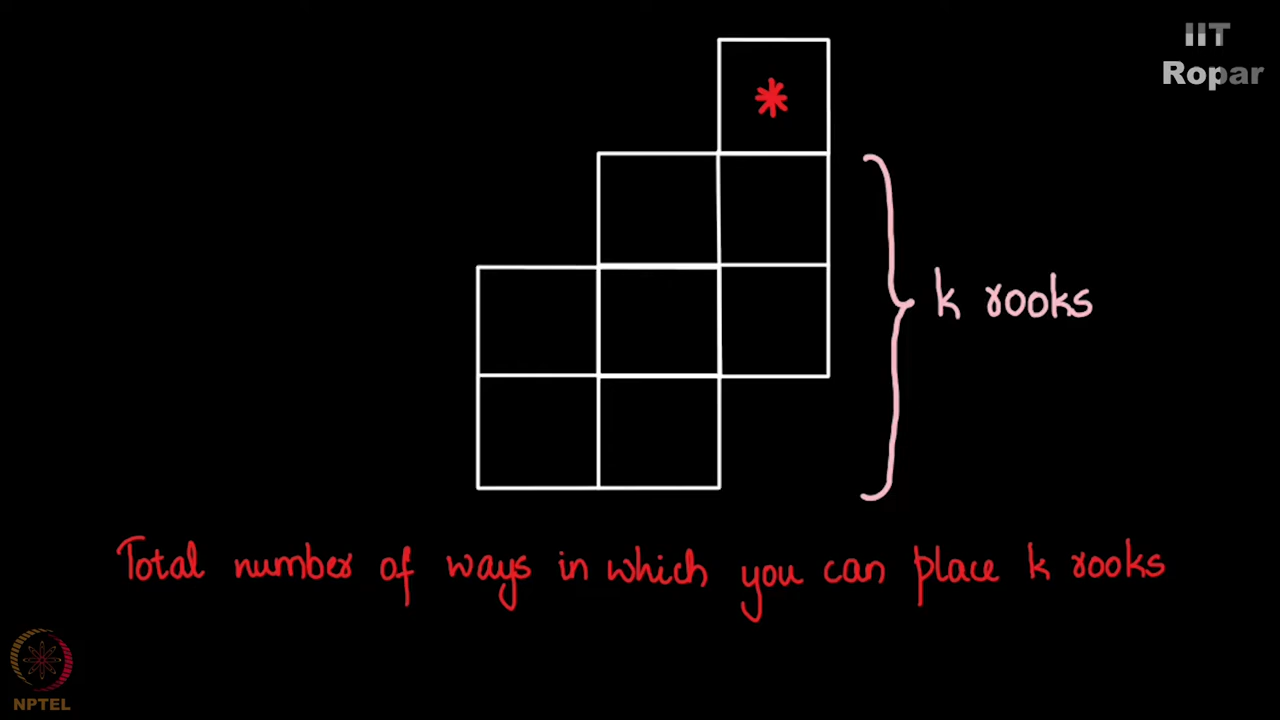 IIT
Ropar
*
k rooks
Total number of ways in which you can place k rooks
NPTEL